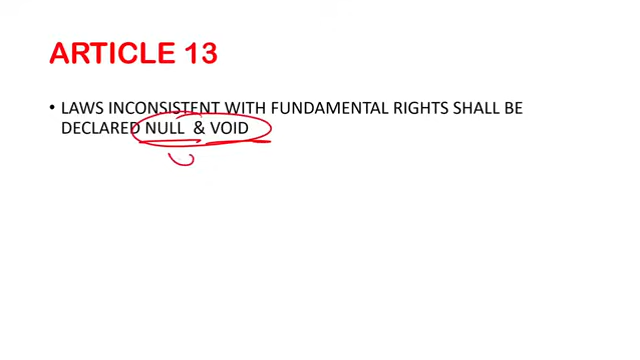 ARTICLE 13
• LAWS INCONSISTENT WITH FUNDAMENTAL RIGHTS SHALL BE
DECLARED NULL & VOID